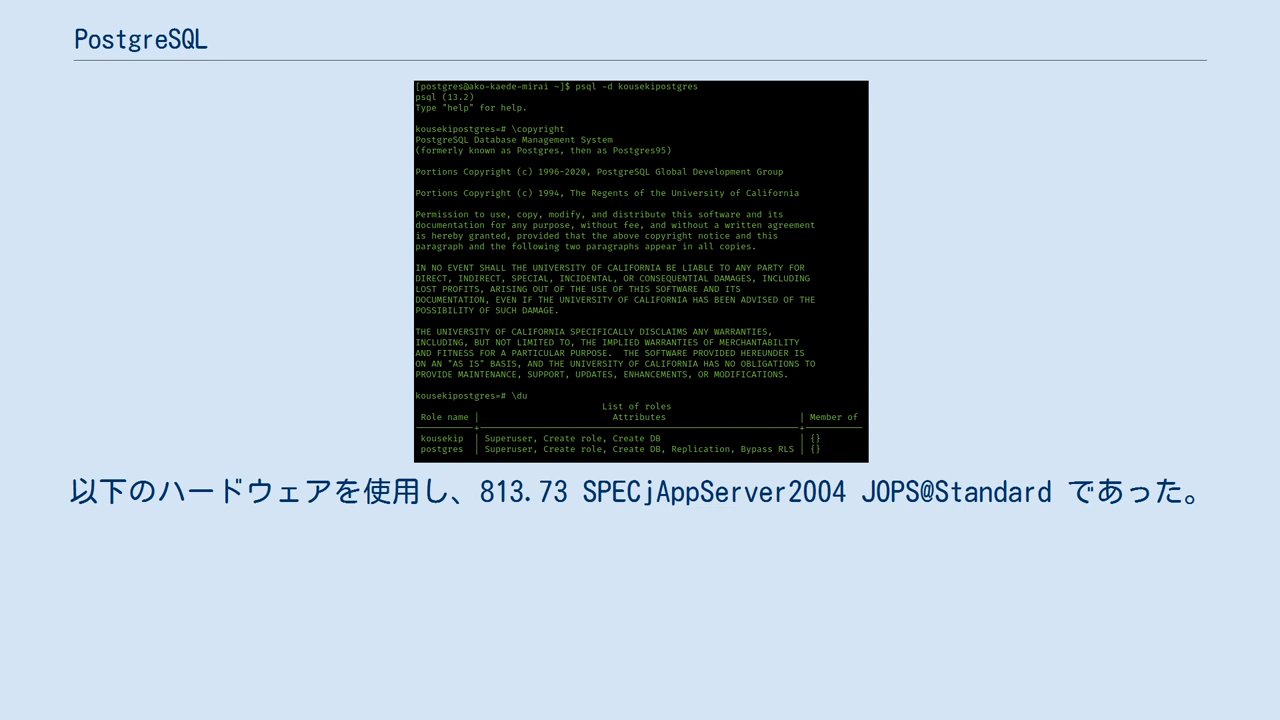 PostgreSQL
[postgres@ako-kaede-mirai ~]$ psql -d kousekipostgres
psql (13.2)
Type "help" for help.
kousekipostgres=# \copyright
PostgreSQL Database Management System
(formerly known as Postgres, then as Postgres95)
Portions Copyright (c) 1996-2020, PostgreSQL Global Development Group
Portions Copyright (c) 1994, The Regents of the University of California
Permission to use, copy, modify, and distribute this software and its
documentation for any purpose, without fee, and without a written agreement
is hereby granted, provided that the above copyright notice and this
paragraph and the following two paragraphs appear in all copies.
IN NO EVENT SHALL THE UNIVERSITY OF CALIFORNIA BE LIABLE TO ANY PARTY FOR
DIRECT, INDIRECT, SPECIAL, INCIDENTAL, OR CONSEQUENTIAL DAMAGES, INCLUDING
LOST PROFITS, ARISING OUT OF THE USE OF THIS SOFTWARE AND ITS
DOCUMENTATION, EVEN IF THE UNIVERSITY OF CALIFORNIA HAS BEEN ADVISED OF THE
POSSIBILITY OF SUCH DAMAGE.
THE UNIVERSITY OF CALIFORNIA SPECIFICALLY DISCLAIMS ANY WARRANTIES,
INCLUDING, BUT NOT LIMITED TO, THE IMPLIED WARRANTIES OF MERCHANTABILITY
AND FITNESS FOR A PARTICULAR PURPOSE.  THE SOFTWARE PROVIDED HEREUNDER IS
ON AN "AS IS" BASIS, AND THE UNIVERSITY OF CALIFORNIA HAS NO OBLIGATIONS TO
PROVIDE MAINTENANCE, SUPPORT, UPDATES, ENHANCEMENTS, OR MODIFICATIONS.
kousekipostgres=# \du
List of roles
Role name | Attributes | Member of
kousekip | Superuser, Create role, Create DB | {}
postgres | Superuser, Create role, Create DB, Replication, Bypass RLS | {}
以下のハードウェアを使用し、813.73 SPECjAppServer2004 JOPS@Standard であった。